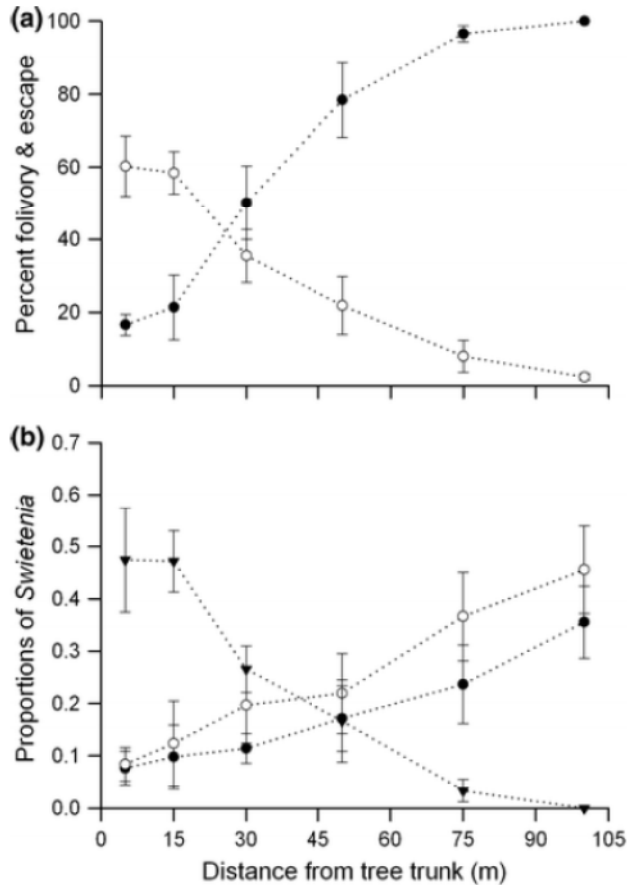 (a)
100
80
60
40
20
0
Percent folivory & escape
(b)
0.7
0.6
0.5
0.4
0.3
0.2
0.1
0.0
Proportions of Swietenia
0 15 30 45 60 75 90 105
Distance from tree trunk (m)